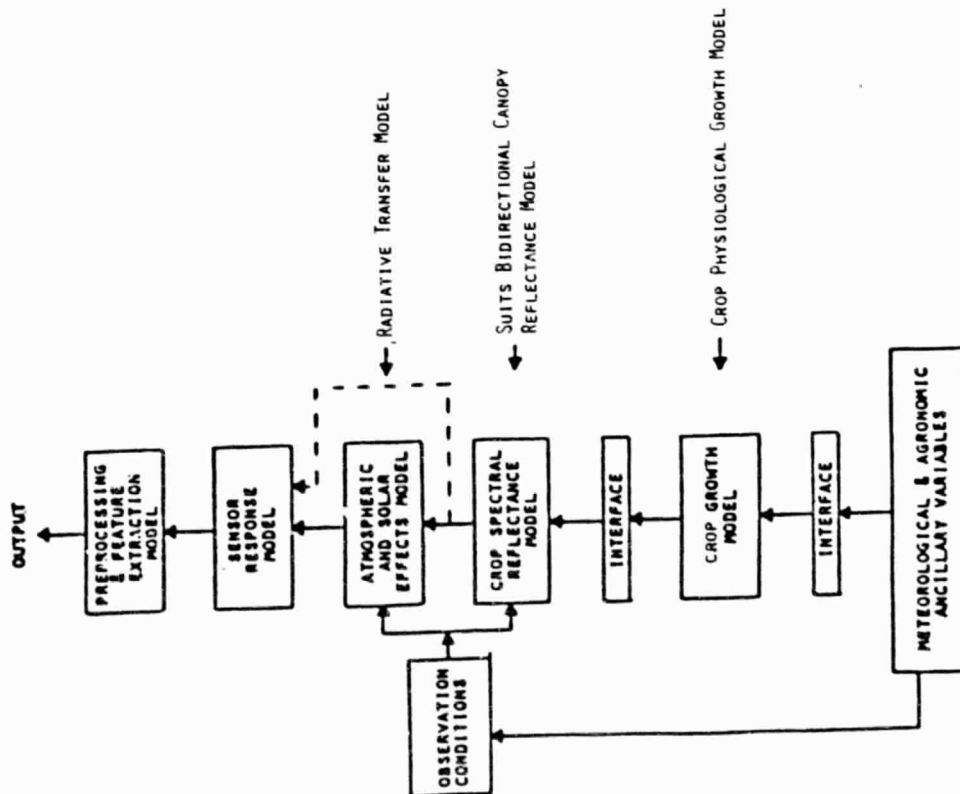 OUTPUT
PREPROCESSING
& FEATURE
EXTRACTION
MODEL
SENSOR
RESPONSE
MODEL
ATMOSPHERIC
AND SOLAR
EFFECTS MODEL
RADIATIVE TRANSFER MODEL
OBSERVATION
CONDITIONS
CROP SPECTRAL
REFLECTANCE
MODEL
SUITS BIDIRECTIONAL CANOPY
REFLECTANCE MODEL
INTERFACE
CROP GROWTH
MODEL
CROP PHYSIOLOGICAL GROWTH MODEL
INTERFACE
METEOROLOGICAL & AGRONOMIC
ANCILLARY VARIABLES